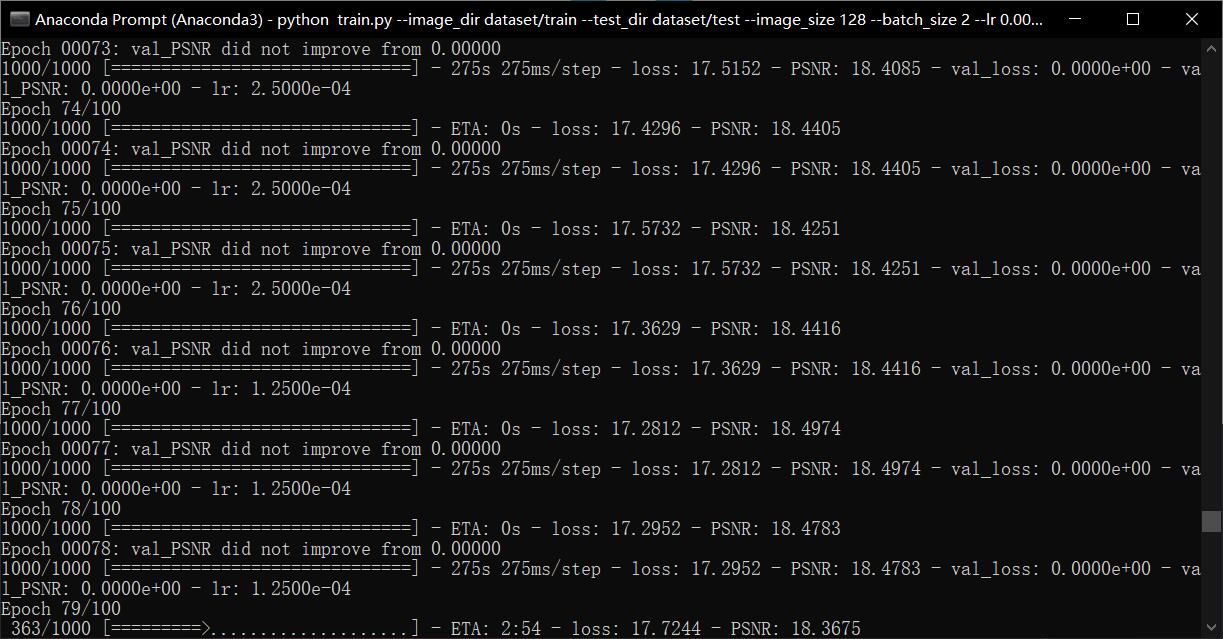 Anaconda Prompt (Anaconda3) - python  train.py --image_dir dataset/train --test_dir dataset/test --image_size 128 --batch_size 2 --lr 0.00...
Epoch 00073: val_PSNR did not improve from 0.00000
1000/1000 [==============================] - 275s 275ms/step - loss: 17.5152 - PSNR: 18.4085 - val_loss: 0.0000e+00 - va
l_PSNR: 0.0000e+00 - lr: 2.5000e-04
Epoch 74/100
1000/1000 [==============================] - ETA: 0s - loss: 17.4296 - PSNR: 18.4405
Epoch 00074: val_PSNR did not improve from 0.00000
1000/1000 [==============================] - 275s 275ms/step - loss: 17.4296 - PSNR: 18.4405 - val_loss: 0.0000e+00 - va
l_PSNR: 0.0000e+00 - lr: 2.5000e-04
Epoch 75/100
1000/1000 [==============================] - ETA: 0s - loss: 17.5732 - PSNR: 18.4251
Epoch 00075: val_PSNR did not improve from 0.00000
1000/1000 [==============================] - 275s 275ms/step - loss: 17.5732 - PSNR: 18.4251 - val_loss: 0.0000e+00 - va
l_PSNR: 0.0000e+00 - lr: 2.5000e-04
Epoch 76/100
1000/1000 [==============================] - ETA: 0s - loss: 17.3629 - PSNR: 18.4416
Epoch 00076: val_PSNR did not improve from 0.00000
1000/1000 [==============================] - 275s 275ms/step - loss: 17.3629 - PSNR: 18.4416 - val_loss: 0.0000e+00 - va
l_PSNR: 0.0000e+00 - lr: 1.2500e-04
Epoch 77/100
1000/1000 [==============================] - ETA: 0s - loss: 17.2812 - PSNR: 18.4974
Epoch 00077: val_PSNR did not improve from 0.00000
1000/1000 [==============================] - 275s 275ms/step - loss: 17.2812 - PSNR: 18.4974 - val_loss: 0.0000e+00 - va
l_PSNR: 0.0000e+00 - lr: 1.2500e-04
Epoch 78/100
1000/1000 [==============================] - ETA: 0s - loss: 17.2952 - PSNR: 18.4783
Epoch 00078: val_PSNR did not improve from 0.00000
1000/1000 [==============================] - 275s 275ms/step - loss: 17.2952 - PSNR: 18.4783 - val_loss: 0.0000e+00 - va
l_PSNR: 0.0000e+00 - lr: 1.2500e-04
Epoch 79/100
 363/1000 [=========>....................] - ETA: 2:54 - loss: 17.7244 - PSNR: 18.3675